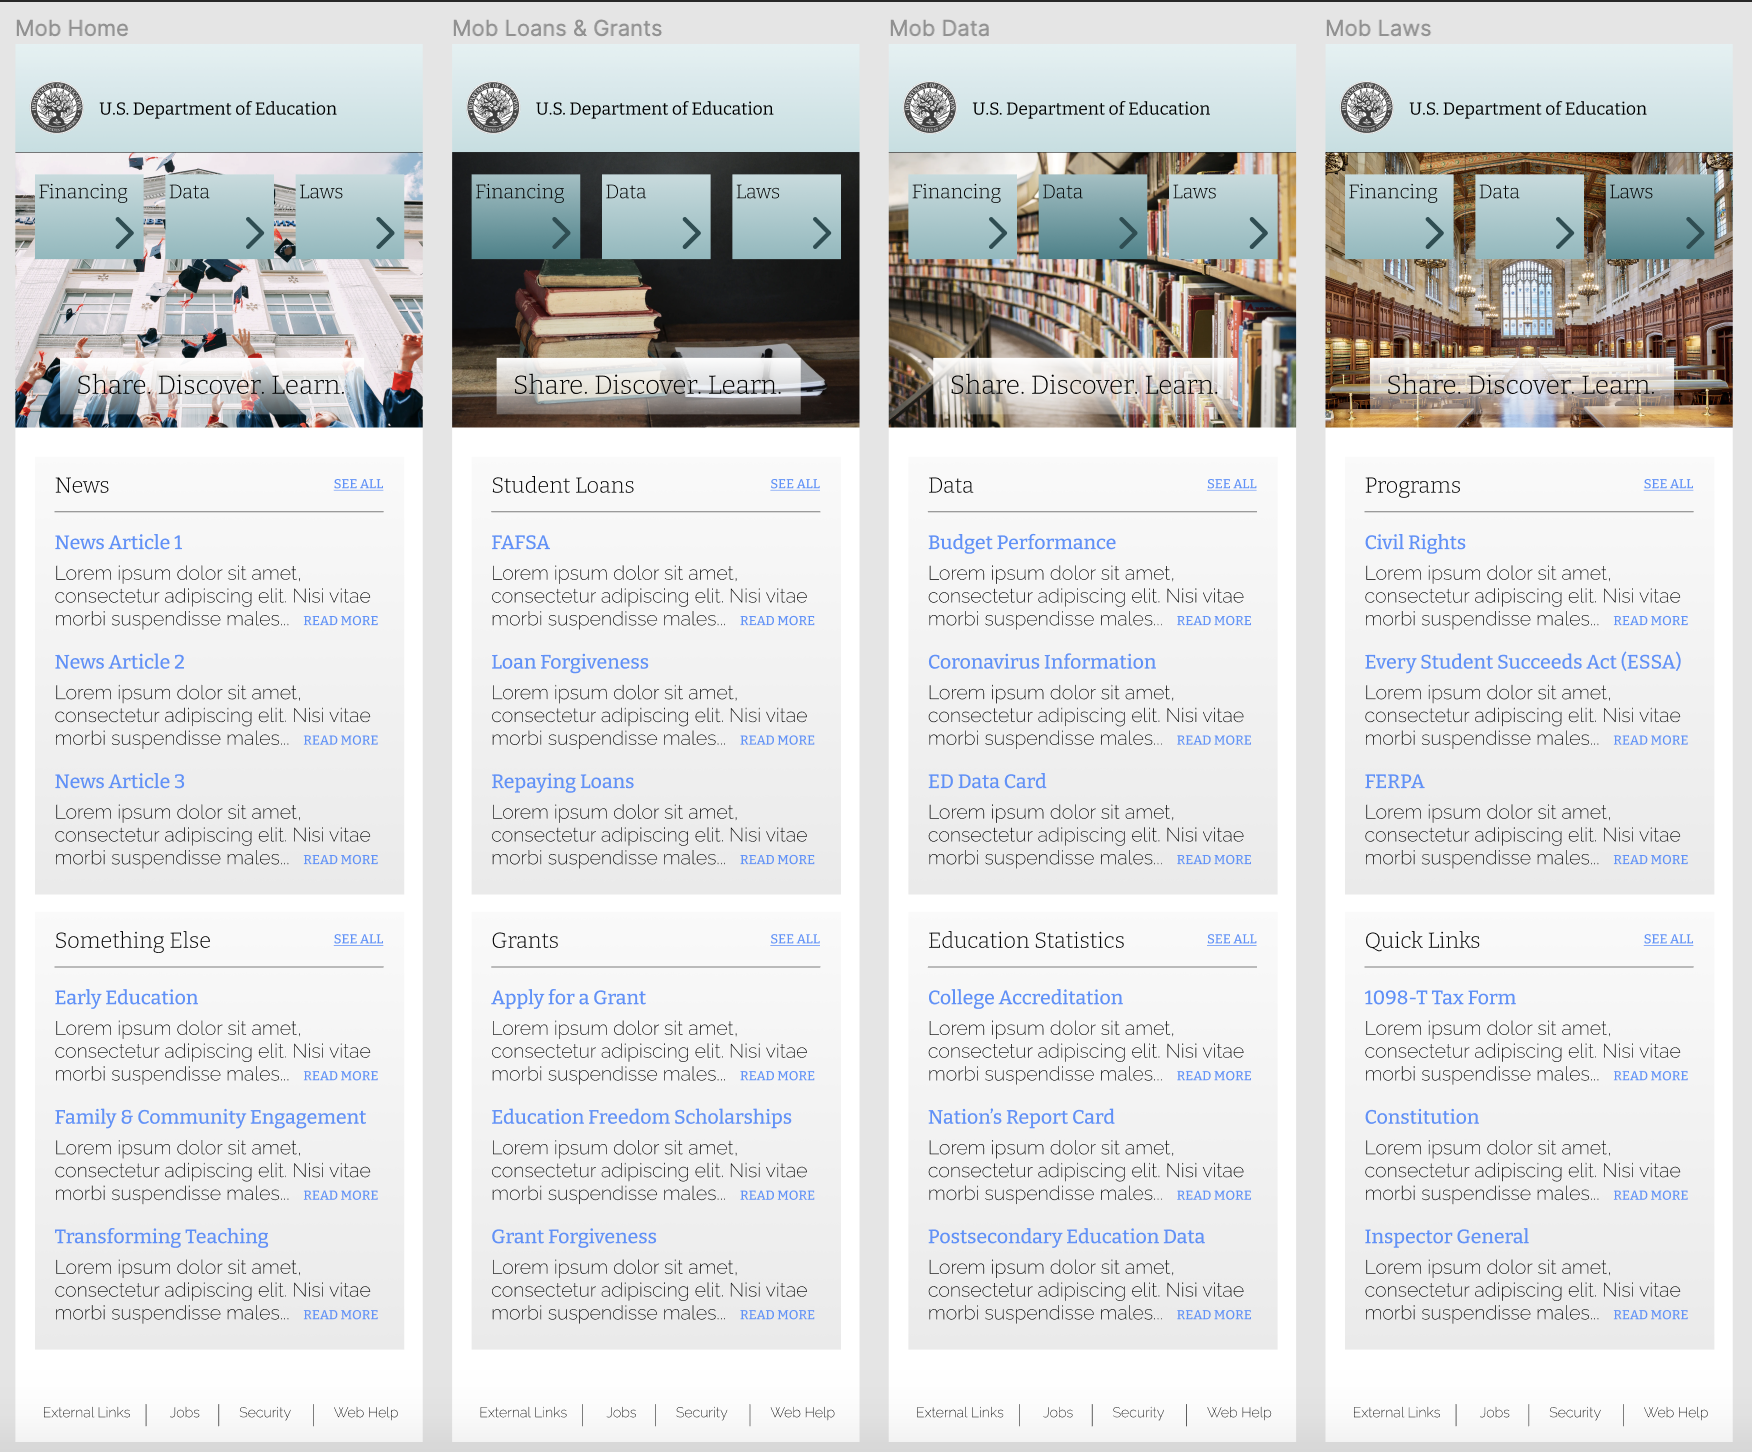 Mob Home
U.S. Department of Education
Financing
Data
Laws
Share. Discover. Learn.
News
SEE ALL
News Article 1
Lorem ipsum dolor sit amet,
consectetur adipiscing elit. Nisi vitae
morbi suspendisse males... READ MORE
News Article 2
Lorem ipsum dolor sit amet,
consectetur adipiscing elit. Nisi vitae
morbi suspendisse males... READ MORE
News Article 3
Lorem ipsum dolor sit amet,
consectetur adipiscing elit. Nisi vitae
morbi suspendisse males... READ MORE
Something Else
SEE ALL
Early Education
Lorem ipsum dolor sit amet,
consectetur adipiscing elit. Nisi vitae
morbi suspendisse males... READ MORE
Family & Community Engagement
Lorem ipsum dolor sit amet,
consectetur adipiscing elit. Nisi vitae
morbi suspendisse males... READ MORE
Transforming Teaching
Lorem ipsum dolor sit amet,
consectetur adipiscing elit. Nisi vitae
morbi suspendisse males... READ MORE
External Links | Jobs | Security | Web Help
Mob Loans & Grants
U.S. Department of Education
Financing
Data
Laws
Share. Discover. Learn.
Student Loans
SEE ALL
FAFSA
Lorem ipsum dolor sit amet,
consectetur adipiscing elit. Nisi vitae
morbi suspendisse males... READ MORE
Loan Forgiveness
Lorem ipsum dolor sit amet,
consectetur adipiscing elit. Nisi vitae
morbi suspendisse males... READ MORE
Repaying Loans
Lorem ipsum dolor sit amet,
consectetur adipiscing elit. Nisi vitae
morbi suspendisse males... READ MORE
Grants
SEE ALL
Apply for a Grant
Lorem ipsum dolor sit amet,
consectetur adipiscing elit. Nisi vitae
morbi suspendisse males... READ MORE
Education Freedom Scholarships
Lorem ipsum dolor sit amet,
consectetur adipiscing elit. Nisi vitae
morbi suspendisse males... READ MORE
Grant Forgiveness
Lorem ipsum dolor sit amet,
consectetur adipiscing elit. Nisi vitae
morbi suspendisse males... READ MORE
External Links | Jobs | Security | Web Help
Mob Data
U.S. Department of Education
Financing
Data
Laws
Share. Discover. Learn.
Data
SEE ALL
Budget Performance
Lorem ipsum dolor sit amet,
consectetur adipiscing elit. Nisi vitae
morbi suspendisse males... READ MORE
Coronavirus Information
Lorem ipsum dolor sit amet,
consectetur adipiscing elit. Nisi vitae
morbi suspendisse males... READ MORE
ED Data Card
Lorem ipsum dolor sit amet,
consectetur adipiscing elit. Nisi vitae
morbi suspendisse males... READ MORE
Education Statistics
SEE ALL
College Accreditation
Lorem ipsum dolor sit amet,
consectetur adipiscing elit. Nisi vitae
morbi suspendisse males... READ MORE
Nation's Report Card
Lorem ipsum dolor sit amet,
consectetur adipiscing elit. Nisi vitae
morbi suspendisse males... READ MORE
Postsecondary Education Data
Lorem ipsum dolor sit amet,
consectetur adipiscing elit. Nisi vitae
morbi suspendisse males... READ MORE
External Links | Jobs | Security | Web Help
Mob Laws
U.S. Department of Education
Financing
Data
Laws
Share. Discover. Learn.
Programs
SEE ALL
Civil Rights
Lorem ipsum dolor sit amet,
consectetur adipiscing elit. Nisi vitae
morbi suspendisse males... READ MORE
Every Student Succeeds Act (ESSA)
Lorem ipsum dolor sit amet,
consectetur adipiscing elit. Nisi vitae
morbi suspendisse males... READ MORE
FERPA
Lorem ipsum dolor sit amet,
consectetur adipiscing elit. Nisi vitae
morbi suspendisse males... READ MORE
Quick Links
SEE ALL
1098-T Tax Form
Lorem ipsum dolor sit amet,
consectetur adipiscing elit. Nisi vitae
morbi suspendisse males... READ MORE
Constitution
Lorem ipsum dolor sit amet,
consectetur adipiscing elit. Nisi vitae
morbi suspendisse males... READ MORE
Inspector General
Lorem ipsum dolor sit amet,
consectetur adipiscing elit. Nisi vitae
morbi suspendisse males... READ MORE
External Links | Jobs | Security | Web Help